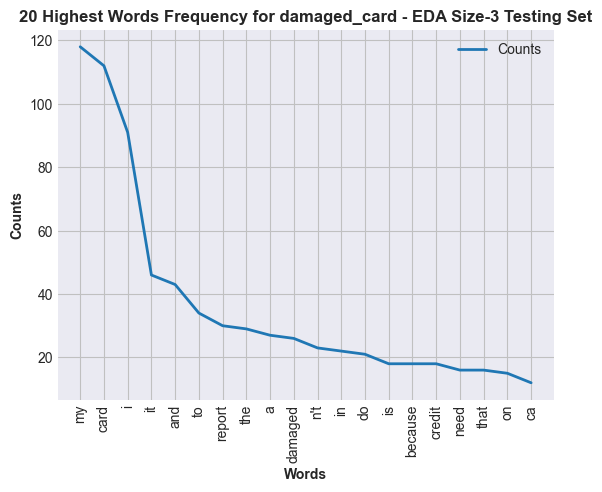 20 Highest Words Frequency for damaged_card - EDA Size-3 Testing Set
Counts
120
100
80
60
40
20
Counts
my
card
i
it
and
to
report
the
a
damaged
n't
in
do
is
because
credit
need
that
on
ca
Words